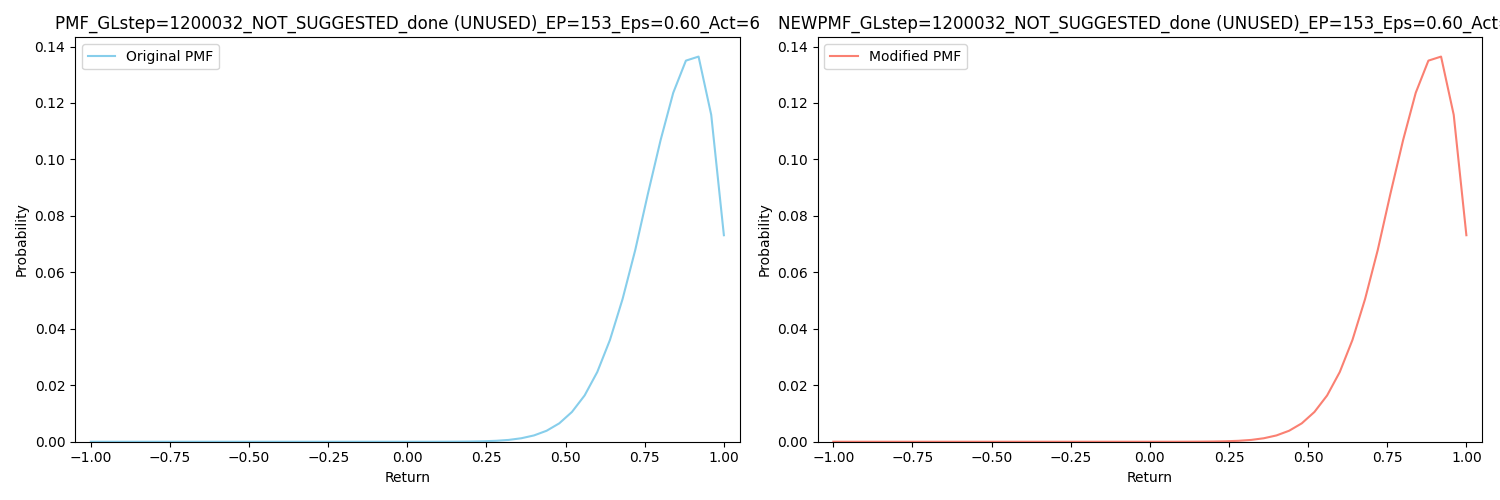 PMF_GLstep=1200032_NOT_SUGGESTED_done (UNUSED)_EP=153_Eps=0.60_Act=6
Original PMF
0.14
0.12
0.10
0.08
0.06
0.04
0.02
0.00
Probability
−1.00 −0.75 −0.50 −0.25 0.00 0.25 0.50 0.75 1.00
Return
NEWPMF_GLstep=1200032_NOT_SUGGESTED_done (UNUSED)_EP=153_Eps=0.60_Act=
Modified PMF
0.14
0.12
0.10
0.08
0.06
0.04
0.02
0.00
Probability
−1.00 −0.75 −0.50 −0.25 0.00 0.25 0.50 0.75 1.00
Return